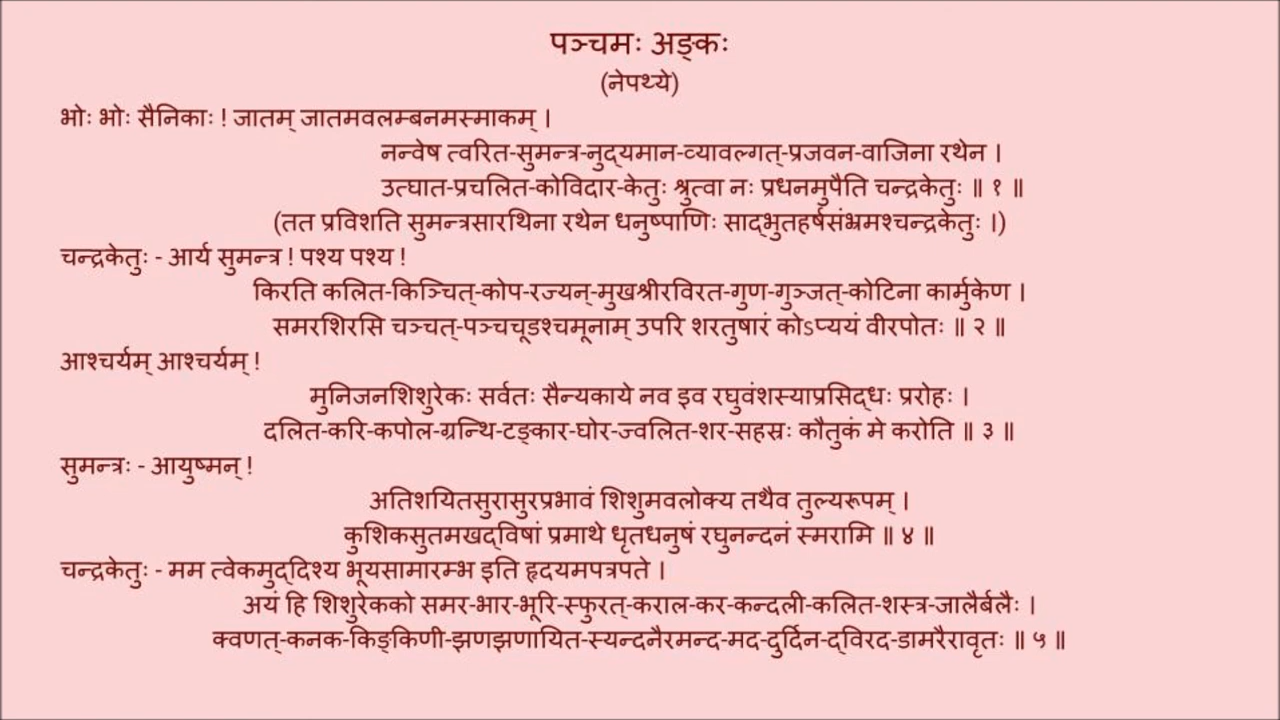 पञ्चमः अङ्कः
(नेपथ्ये)
भोः भोः सैनिकाः ! जातम् जातमवलम्बनमस्माकम् ।
नन्वेष त्वरित-सुमन्त्र-नुद्यमान-व्यावल्गत्-प्रजवन-वाजिना रथेन ।
उत्घात-प्रचलित-कोविदार-केतुः श्रुत्वा नः प्रधनमुपैति चन्द्रकेतुः ॥ १ ॥
(तत प्रविशति सुमन्त्रसारथिना रथेन धनुष्पाणिः साद्भुतहर्षसंभ्रमश्चन्द्रकेतुः ।)
चन्द्रकेतुः - आर्य सुमन्त्र ! पश्य पश्य !
किरति कलित-किञ्चित्-कोप-रज्यन्-मुखश्रीरविरत-गुण-गुञ्जत्-कोटिना कार्मुकेण ।
समरशिरसि चञ्चत्-पञ्चचूडश्चमूनाम् उपरि शरतुषारं कोऽप्ययं वीरपोतः ॥ २ ॥
आश्चर्यम् आश्चर्यम् !
मुनिजनशिशुरेकः सर्वतः सैन्यकाये नव इव रघुवंशस्याप्रसिद्धः प्ररोहः ।
दलित-करि-कपोल-ग्रन्थि-टङ्कार-घोर-ज्वलित-शर-सहस्रः कौतुकं मे करोति ॥ ३ ॥
सुमन्त्रः - आयुष्मन् !
अतिशयितसुरासुरप्रभावं शिशुमवलोक्य तथैव तुल्यरूपम् ।
कुशिकसुतमखद्विषां प्रमाथे धृतधनुषं रघुनन्दनं स्मरामि ॥ ४ ॥
चन्द्रकेतुः - मम त्वेकमुद्दिश्य भूयसामारम्भ इति हृदयमपत्रपते ।
अयं हि शिशुरेकको समर-भार-भूरि-स्फुरत्-कराल-कर-कन्दली-कलित-शस्त्र-जालैर्बलैः ।
क्वणत्-कनक-किङ्किणी-झणझणायित-स्यन्दनैरमन्द-मद-दुर्दिन-द्विरद-डामरैरावृतः ॥ ५ ॥